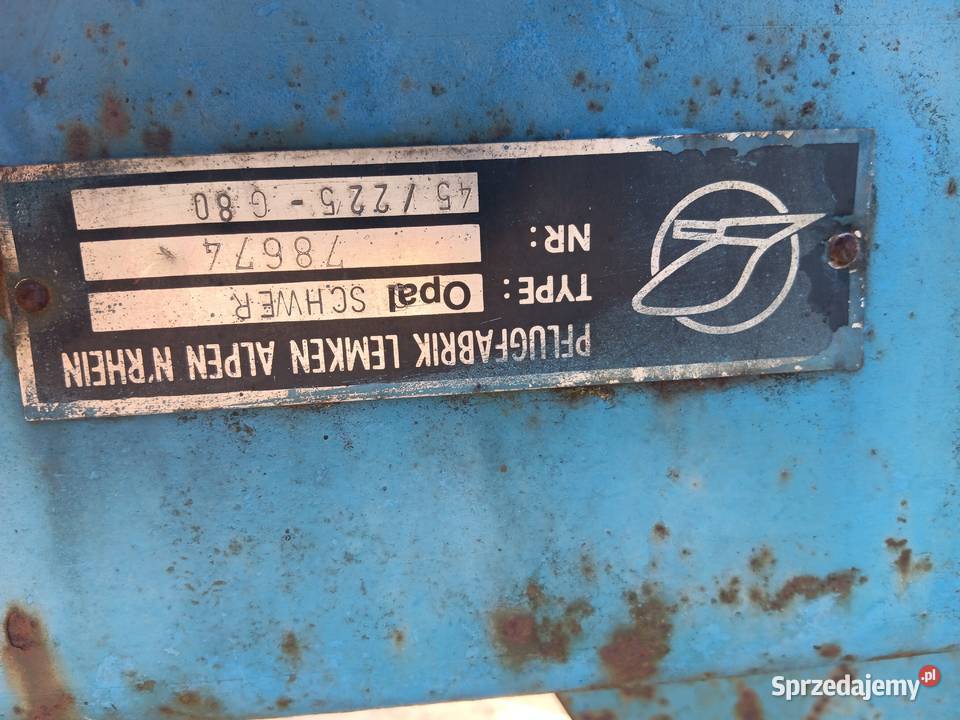 PFLUGFABRIK LEMKEN ALPEN N'RHEIN
TYPE: Opal SCHWER
NR: 78674
45/225-G80
Sprzedajemy.pl